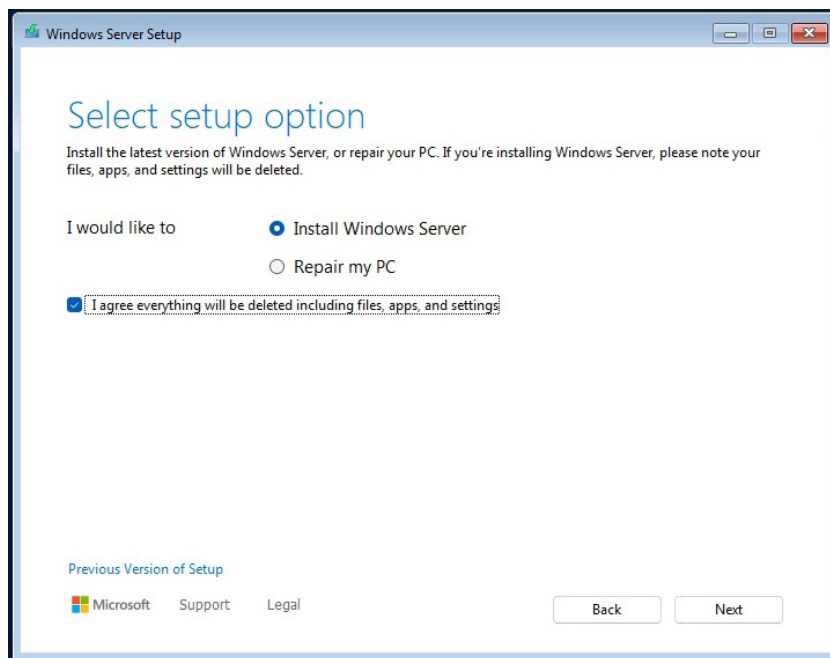 Windows Server Setup
Select setup option
Install the latest version of Windows Server, or repair your PC. If you're installing Windows Server, please note your
files, apps, and settings will be deleted.
I would like to
Install Windows Server
Repair my PC
I agree everything will be deleted including files, apps, and settings
Previous Version of Setup
Microsoft Support Legal Back Next